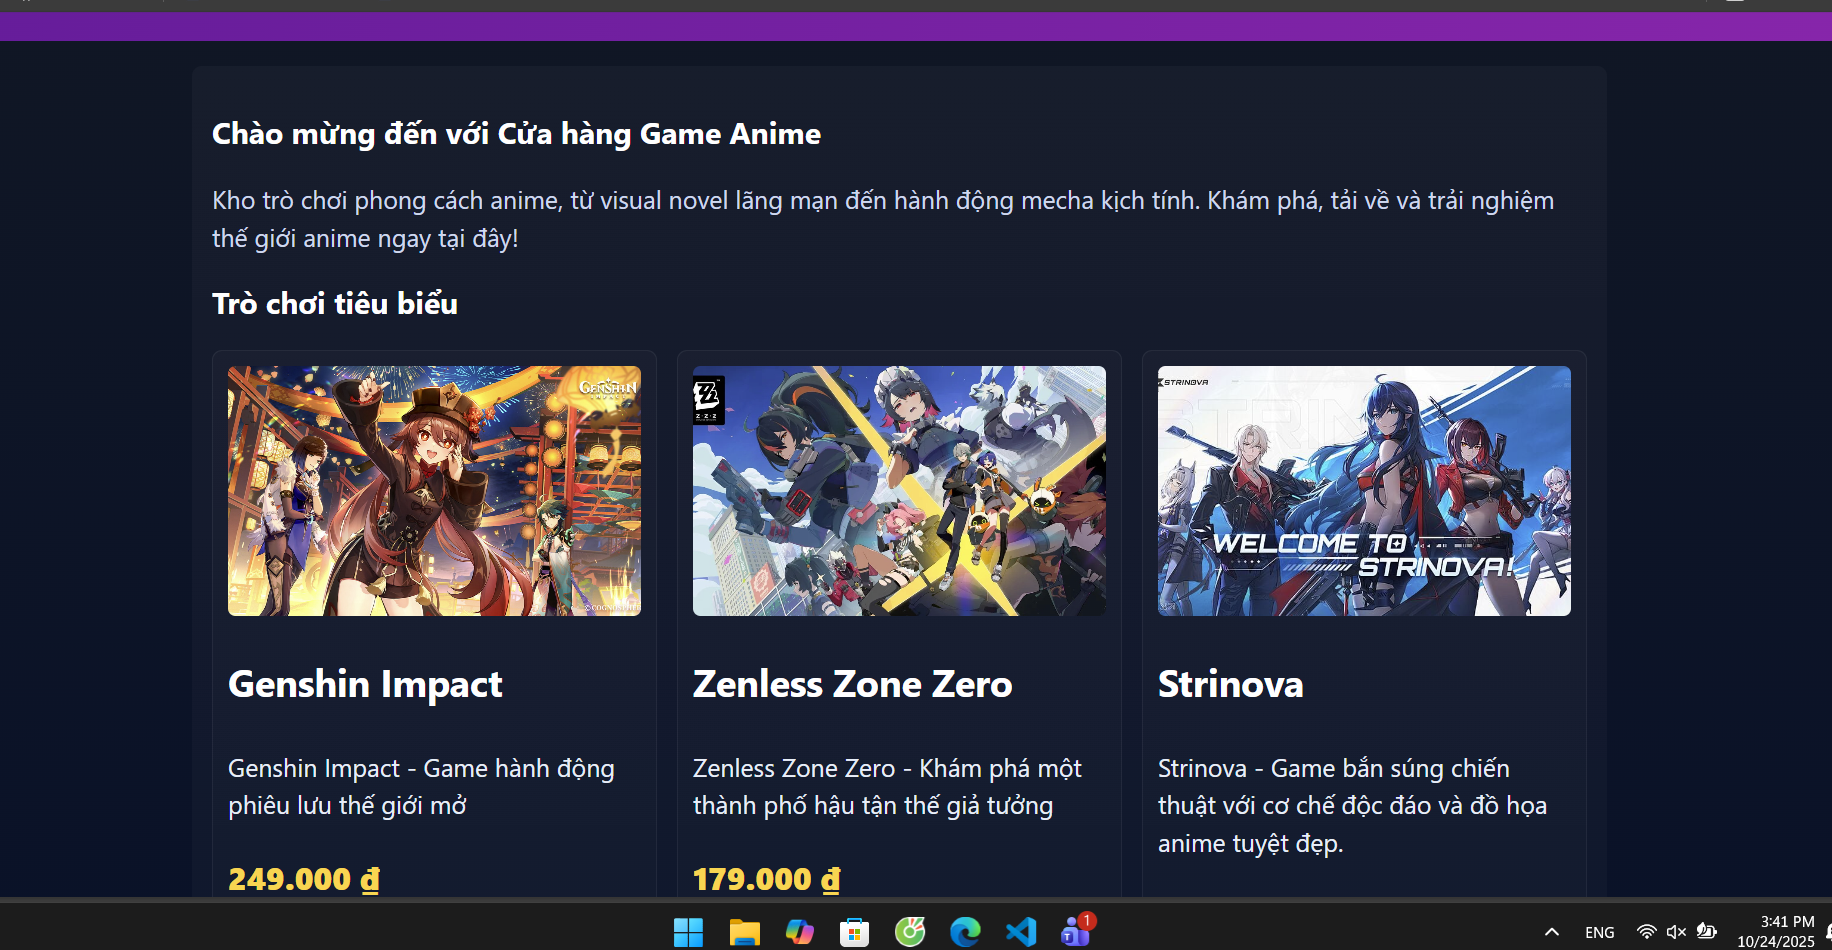 Chào mừng đến với Cửa hàng Game Anime
Kho trò chơi phong cách anime, từ visual novel lãng mạn đến hành động mecha kịch tính. Khám phá, tải về và trải nghiệm
thế giới anime ngay tại đây!
Trò chơi tiêu biểu
GENSHIN
IMPACT
Z-Z-Z
STRINOVA
WELCOME TO
STRINOVA!
Genshin Impact
Zenless Zone Zero
Strinova
Genshin Impact - Game hành động
phiêu lưu thế giới mở
Zenless Zone Zero - Khám phá một
thành phố hậu tận thế giả tưởng
Strinova - Game bắn súng chiến
thuật với cơ chế độc đáo và đồ họa
anime tuyệt đẹp.
249.000 ₫
179.000 ₫
1
ENG
3:41 PM
10/24/2025